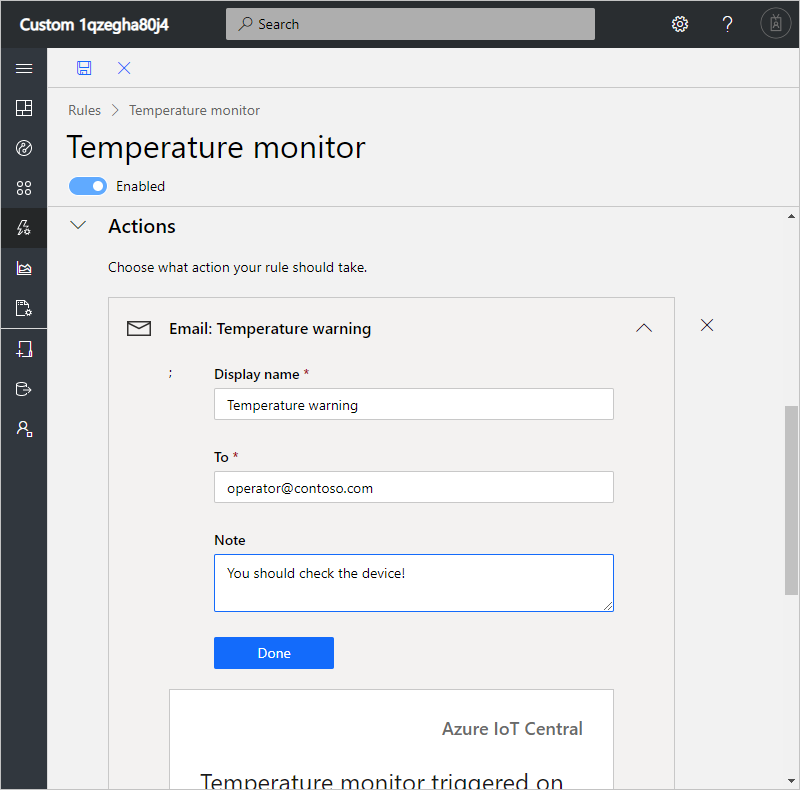 Custom 1qzegha80j4
Search
?
Rules > Temperature monitor
Temperature monitor
Enabled
Actions
Choose what action your rule should take.
Email: Temperature warning
;
Display name *
Temperature warning
To *
operator@contoso.com
Note
You should check the device!
Done
Azure IoT Central
Temperature monitor triggered on